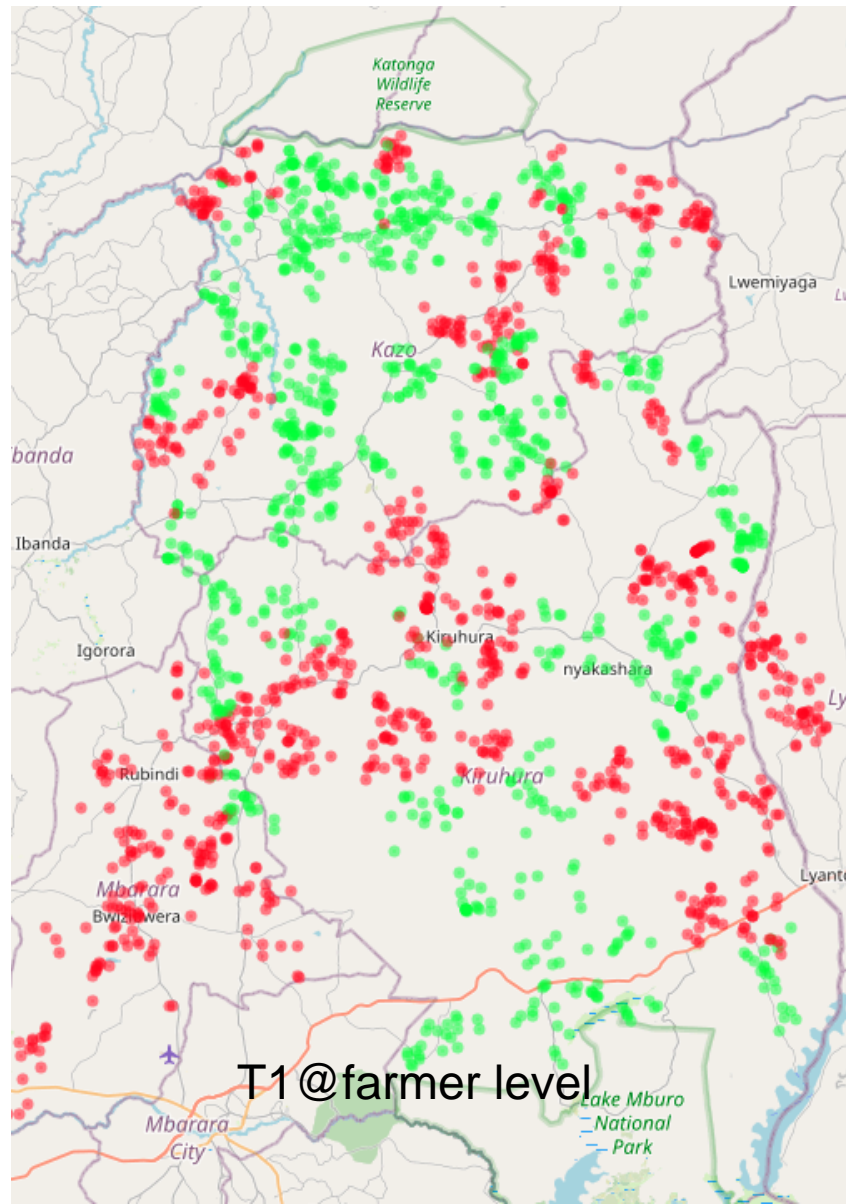 Katonga
Wildlife
Reserve
Lwemiyaga
Kazo
Ibanda
Igorora
Kiruhura
nyakashara
Ly
Rubindi
Kiruhura
Mbarara
Lyanto
T1@farmer level
Lake Mburo
National
Park
Mbarara
City